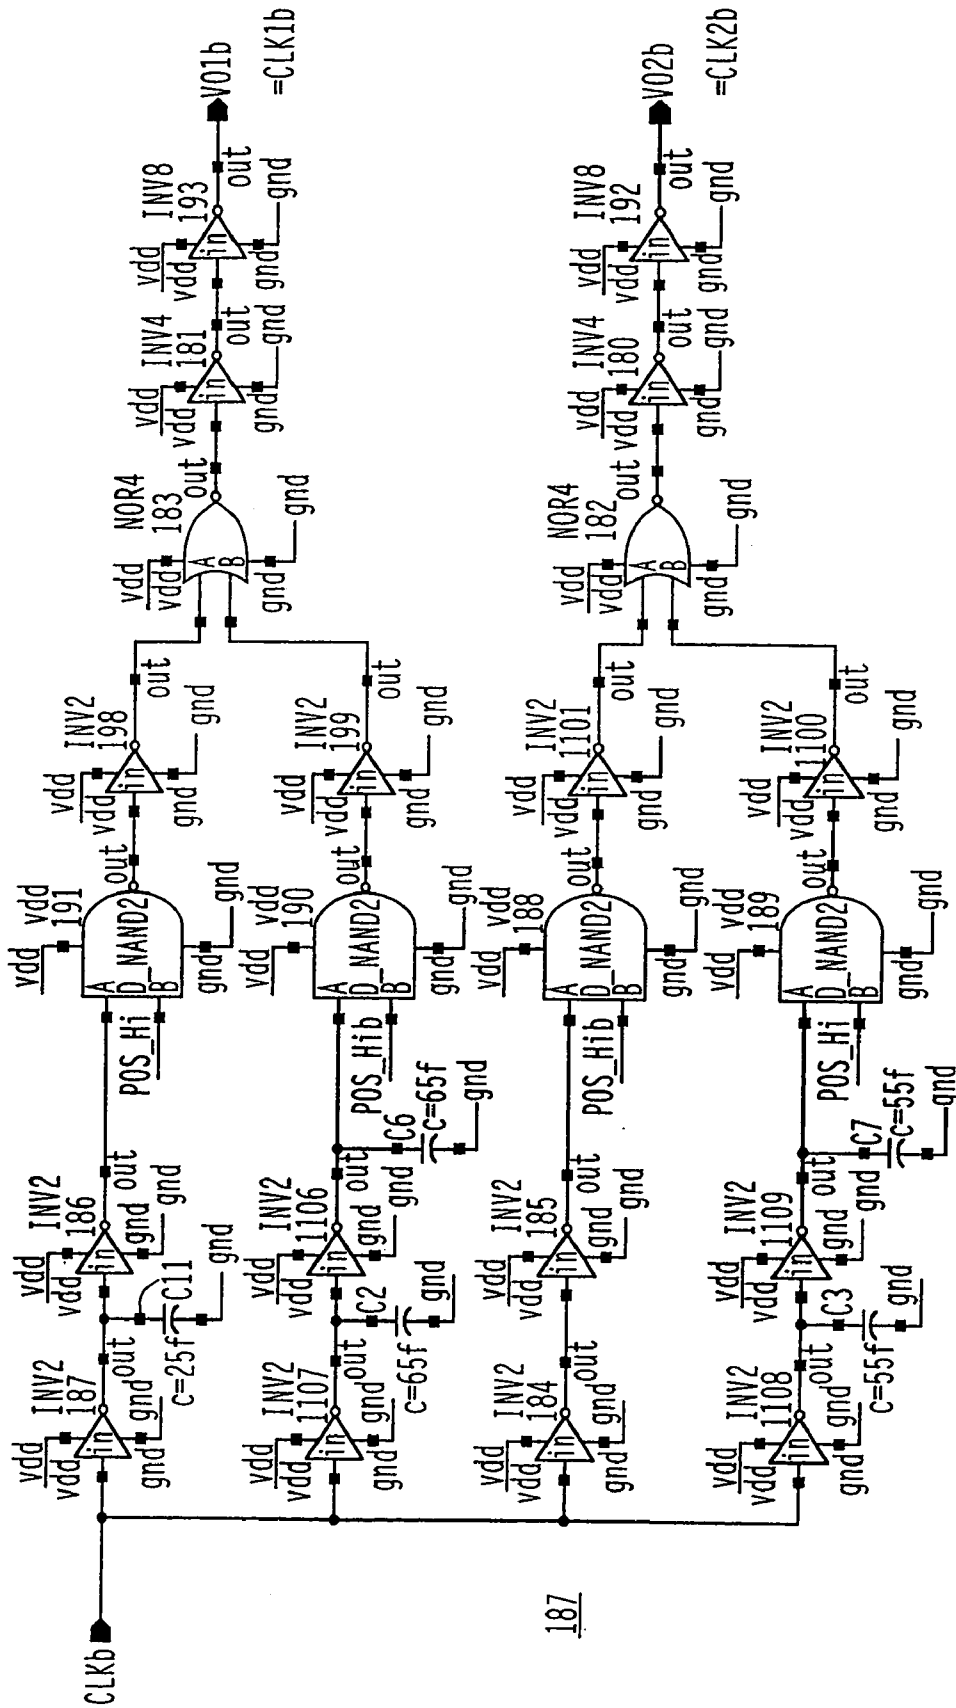 CLKb
187
vdd
vdd
in
INV2
187
gnd
gnd
out
C11
c=25f
gnd
vdd
vdd
in
INV2
186
gnd
gnd
out
POS_Hi
A
D_NAND2
B
vdd
vdd
191
gnd
gnd
out
vdd
vdd
in
INV2
198
gnd
gnd
out
vdd
vdd
in
INV2
1107
gnd
gnd
out
C2
c=65f
gnd
vdd
vdd
in
INV2
1106
gnd
gnd
out
C6
c=65f
gnd
POS_Hib
A
D_NAND2
B
vdd
vdd
190
gnd
gnd
out
vdd
vdd
in
INV2
199
gnd
gnd
out
NOR4
183
vdd
vdd
A
B
gnd
gnd
out
vdd
vdd
in
INV4
181
gnd
gnd
out
vdd
vdd
in
INV8
193
gnd
gnd
out
VO1b
=CLK1b
vdd
vdd
in
INV2
184
gnd
gnd
out
vdd
vdd
in
INV2
185
gnd
gnd
out
POS_Hib
A
D_NAND2
B
vdd
vdd
188
gnd
gnd
out
vdd
vdd
in
INV2
1101
gnd
gnd
out
vdd
vdd
in
INV2
1108
gnd
gnd
out
C3
c=55f
gnd
vdd
vdd
in
INV2
1109
gnd
gnd
out
C7
c=55f
gnd
POS_Hi
A
D_NAND2
B
vdd
vdd
189
gnd
gnd
out
vdd
vdd
in
INV2
1100
gnd
gnd
out
NOR4
182
vdd
vdd
A
B
gnd
gnd
out
vdd
vdd
in
INV4
180
gnd
gnd
out
vdd
vdd
in
INV8
192
gnd
gnd
out
VO2b
=CLK2b